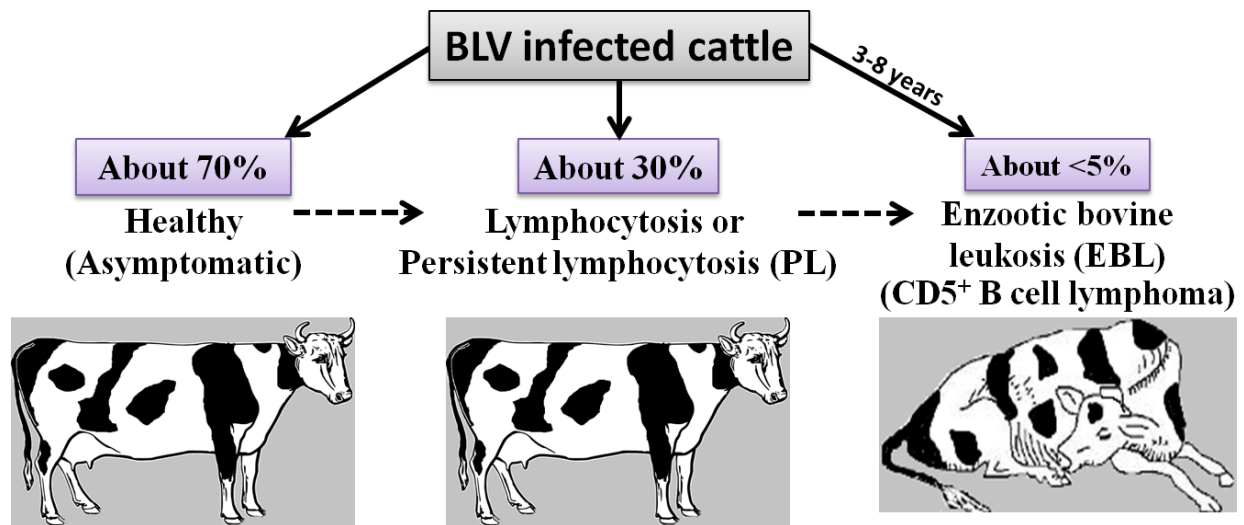 BLV infected cattle
3-8 years
About 70%
About 30%
About <5%
Healthy
(Asymptomatic)
Lymphocytosis or
Persistent lymphocytosis (PL)
Enzootic bovine
leukosis (EBL)
(CD5⁺ B cell lymphoma)